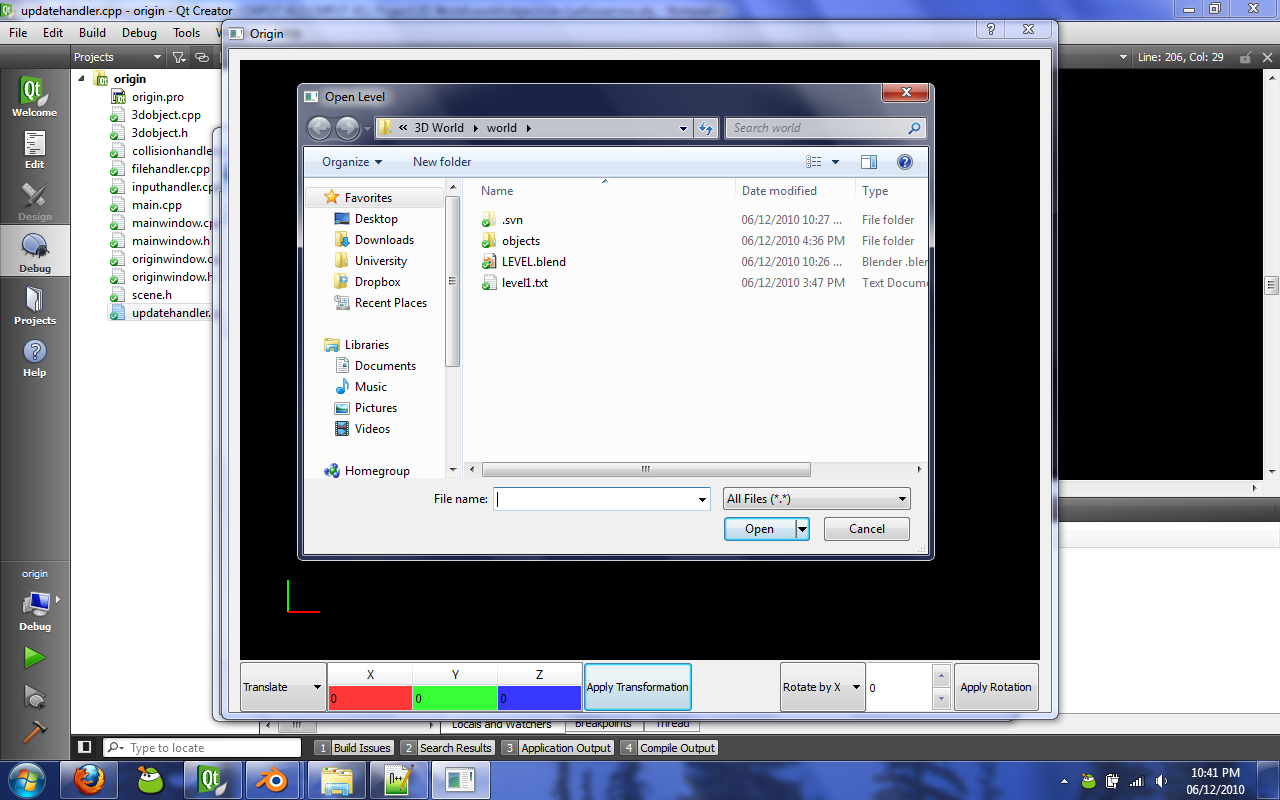 updatehandler.cpp - origin - Qt Creator
File Edit Build Debug Tools
Origin
Projects
Line: 206, Col: 29
Welcome
Edit
Design
Debug
Projects
Help
origin
Debug
origin
origin.pro
3dobject.cpp
3dobject.h
collisionhandle
filehandler.cpp
inputhandler.cp
main.cpp
mainwindow.cp
mainwindow.h
originwindow.c
originwindow.h
scene.h
updatehandler.
Open Level
« 3D World world
Search world
Organize New folder
Favorites
Desktop
Downloads
University
Dropbox
Recent Places
Libraries
Documents
Music
Pictures
Videos
Homegroup
Name Date modified Type
.svn 06/12/2010 10:27 ... File folder
objects 06/12/2010 4:36 PM File folder
LEVEL.blend 06/12/2010 10:26 ... Blender .bler
level1.txt 06/12/2010 3:47 PM Text Docume
File name: All Files (*.*)
Open Cancel
X Y Z
Translate 0 0 0 Apply Transformation Rotate by X 0 Apply Rotation
Locals and Watchers Breakpoints Thread
Type to locate 1 Build Issues 2 Search Results 3 Application Output 4 Compile Output
10:41 PM
06/12/2010